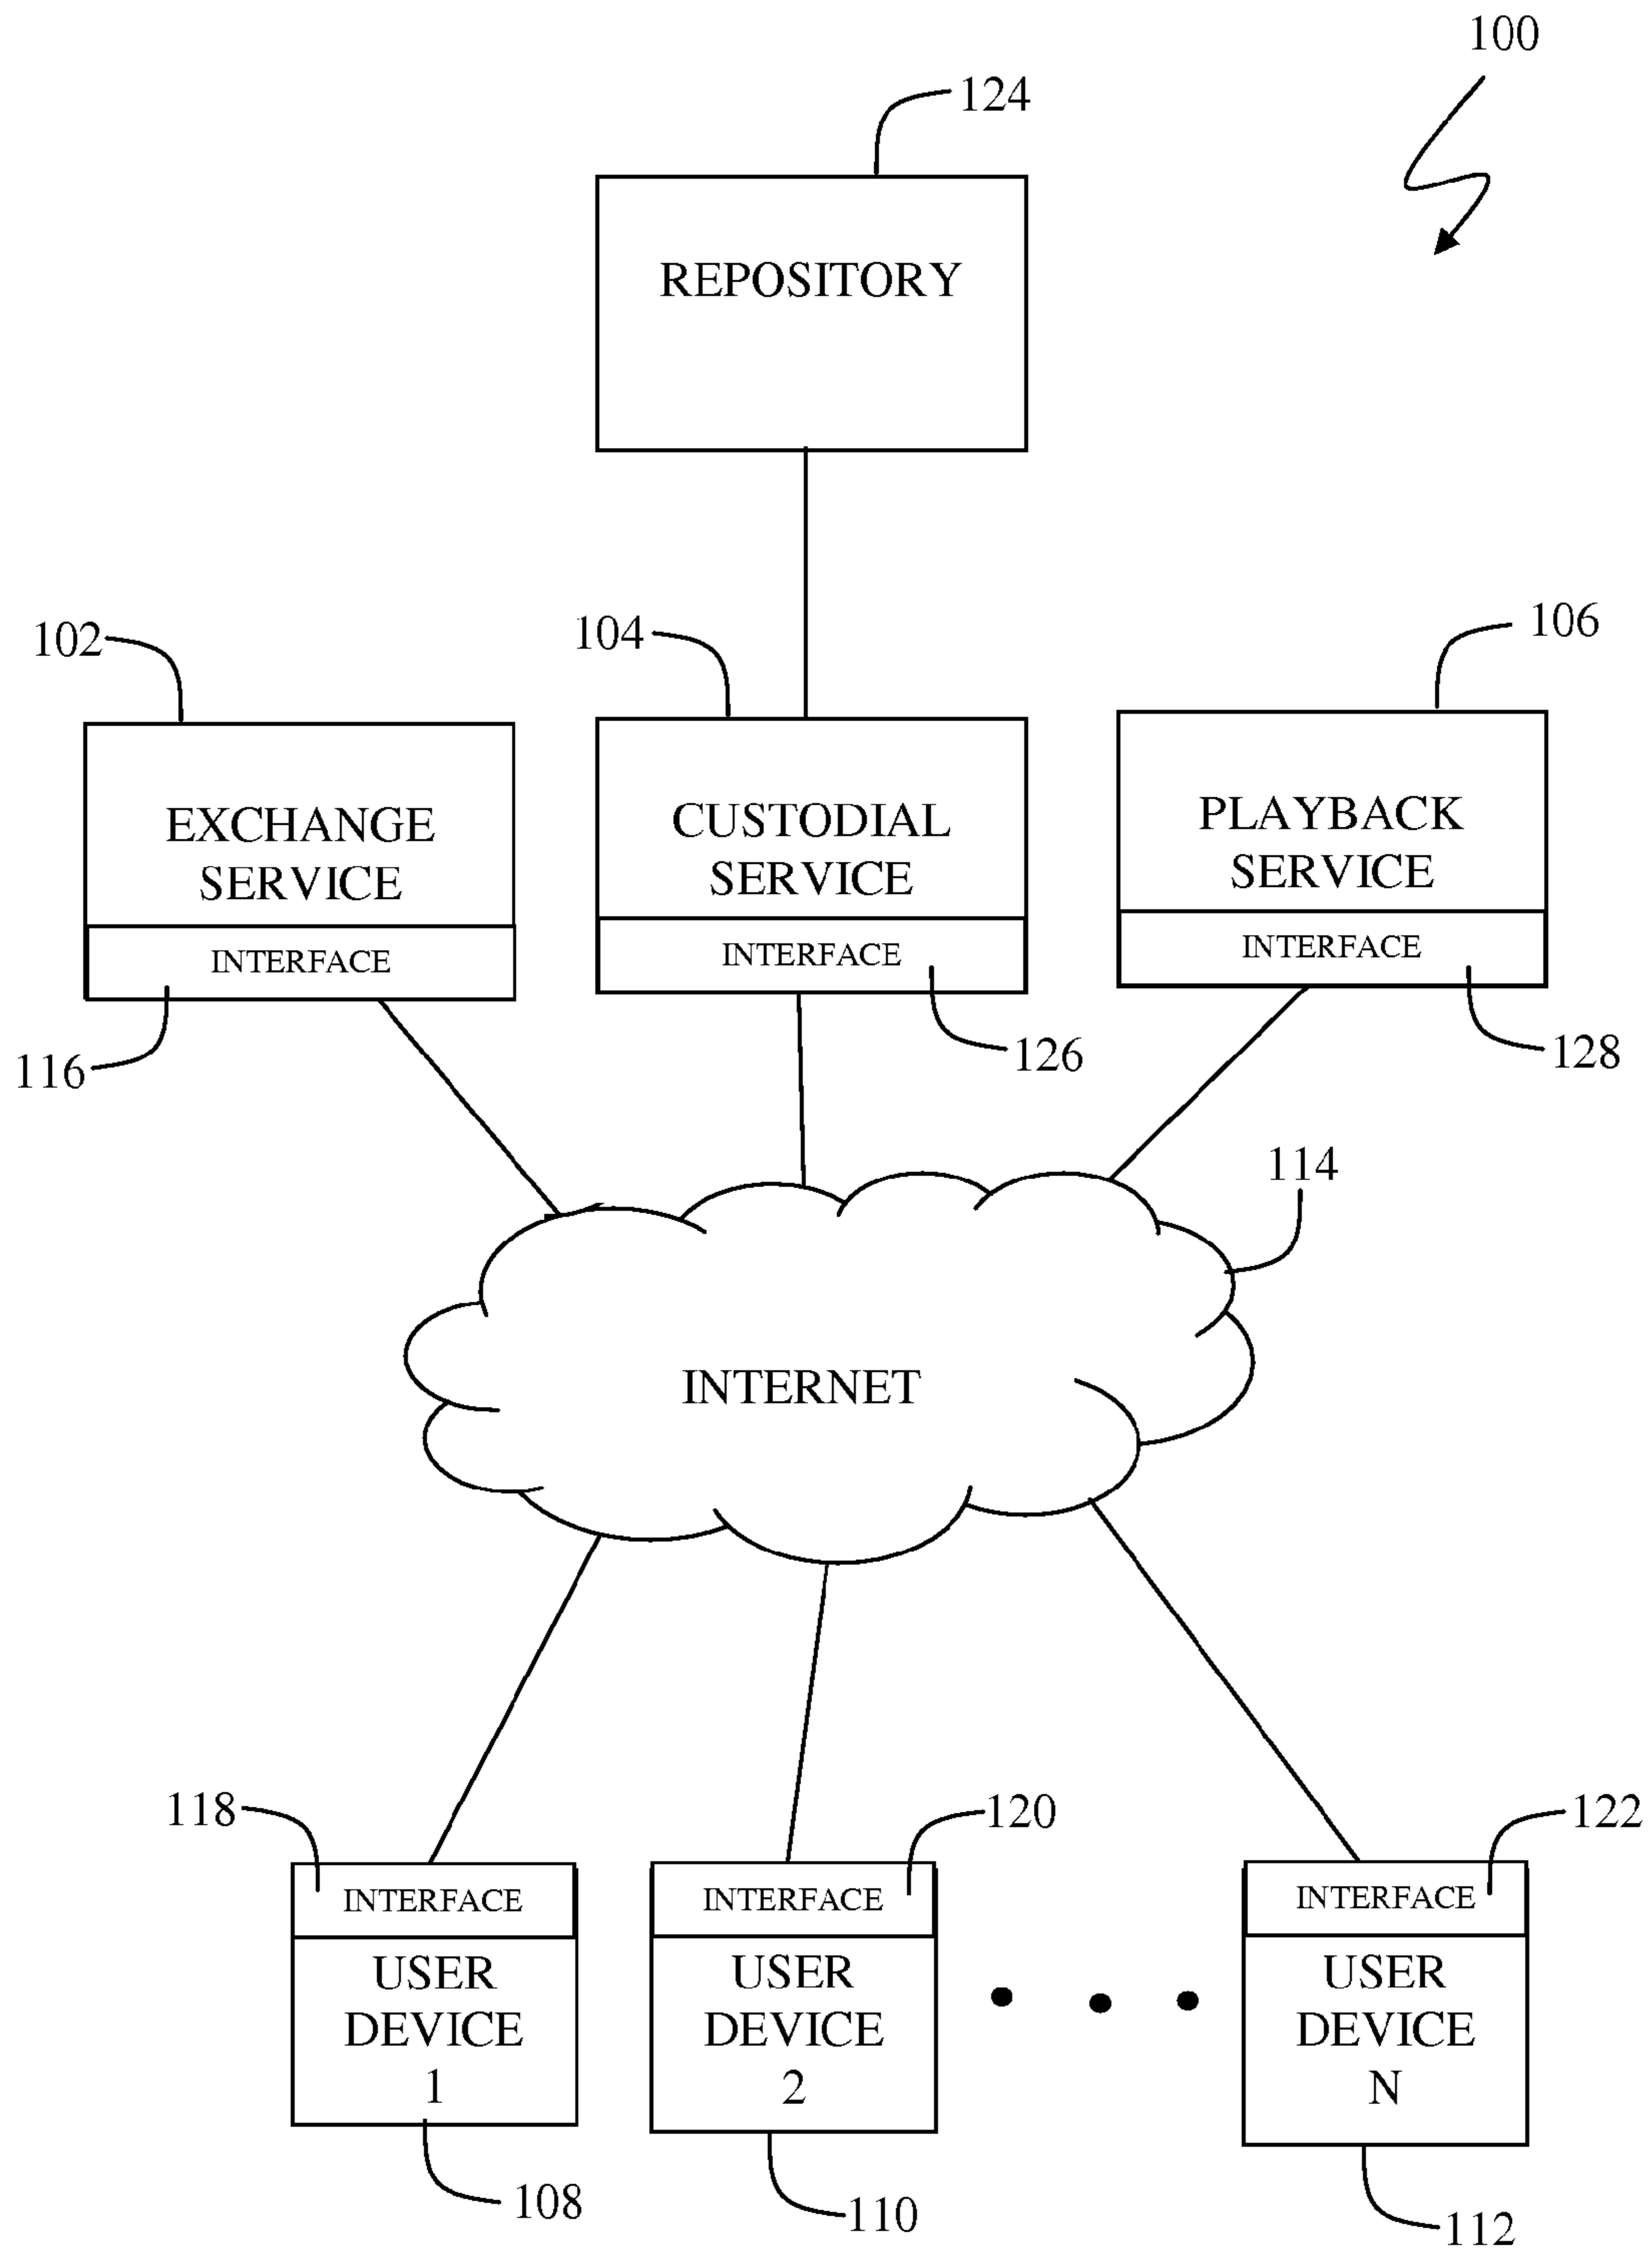 100
124
REPOSITORY
102
104
106
EXCHANGE
SERVICE
INTERFACE
CUSTODIAL
SERVICE
INTERFACE
PLAYBACK
SERVICE
INTERFACE
116
126
128
114
INTERNET
118
120
122
INTERFACE
USER
DEVICE
1
INTERFACE
USER
DEVICE
2
INTERFACE
USER
DEVICE
N
108
110
112